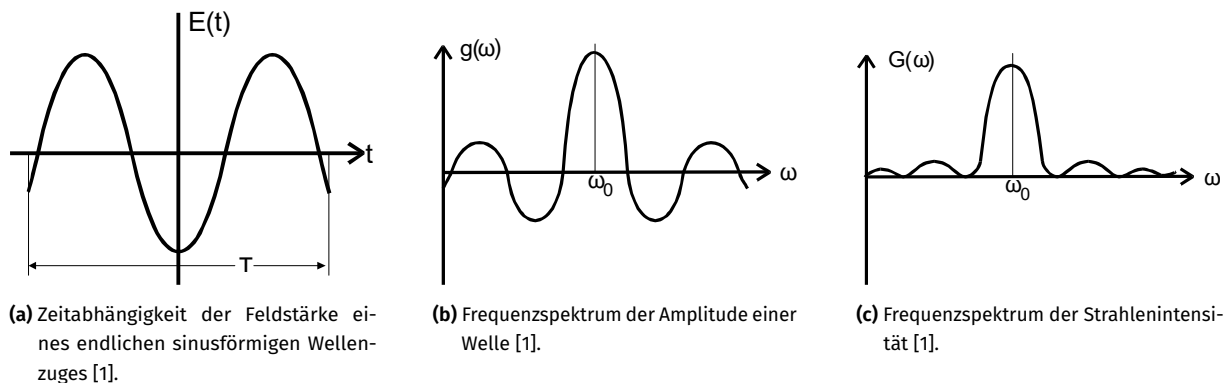 E(t)
t
T
(a) Zeitabhängigkeit der Feldstärke ei-
nes endlichen sinusförmigen Wellen-
zuges [1].
g(ω)
ω₀
ω
(b) Frequenzspektrum der Amplitude einer
Welle [1].
G(ω)
ω₀
ω
(c) Frequenzspektrum der Strahlenintensi-
tät [1].